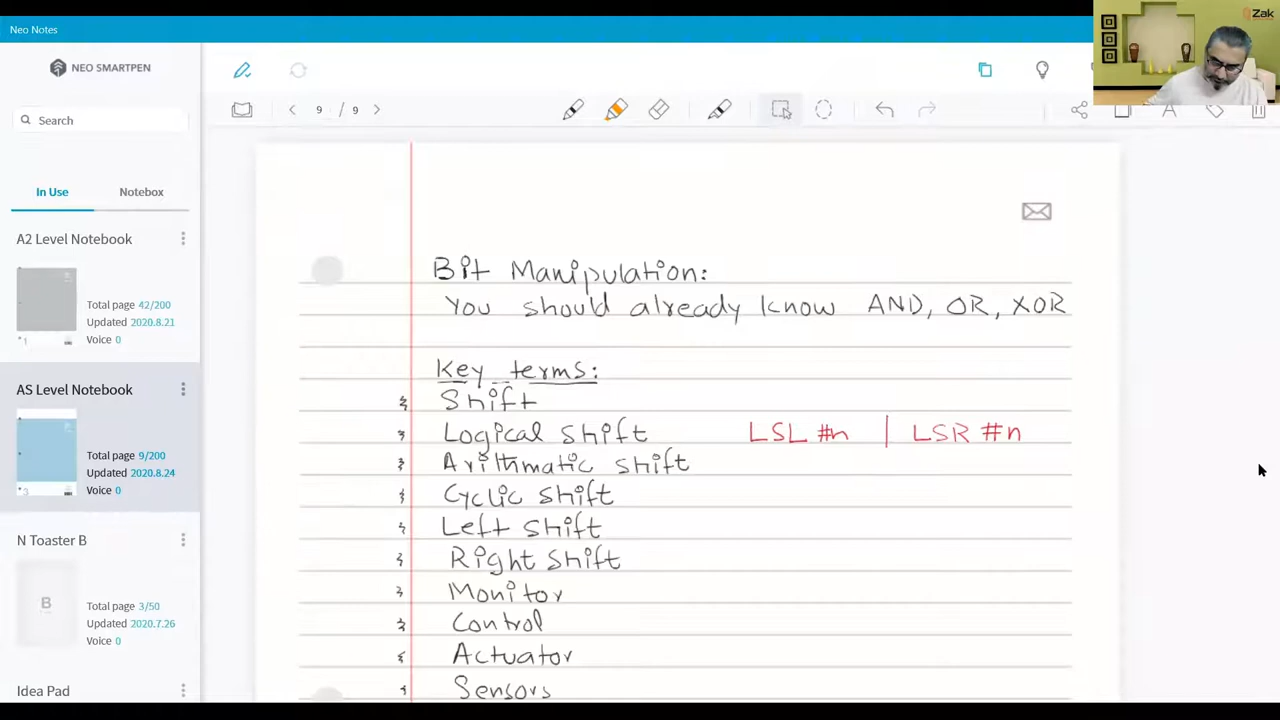 Neo Notes
Zak
NEO SMARTPEN
9 / 9
Search
In Use
Notebox
A2 Level Notebook
Total page 42/200
Updated 2020.8.21
Voice 0
AS Level Notebook
Total page 9/200
Updated 2020.8.24
Voice 0
N Toaster B
B
Total page 3/50
Updated 2020.7.26
Voice 0
Idea Pad
Bit Manipulation:
You should already know AND, OR, XOR
Key terms:
Shift
Logical shift LSL #n | LSR #n
Arithmatic shift
Cyclic shift
Left shift
Right shift
Monitor
Control
Actuator
Sensors